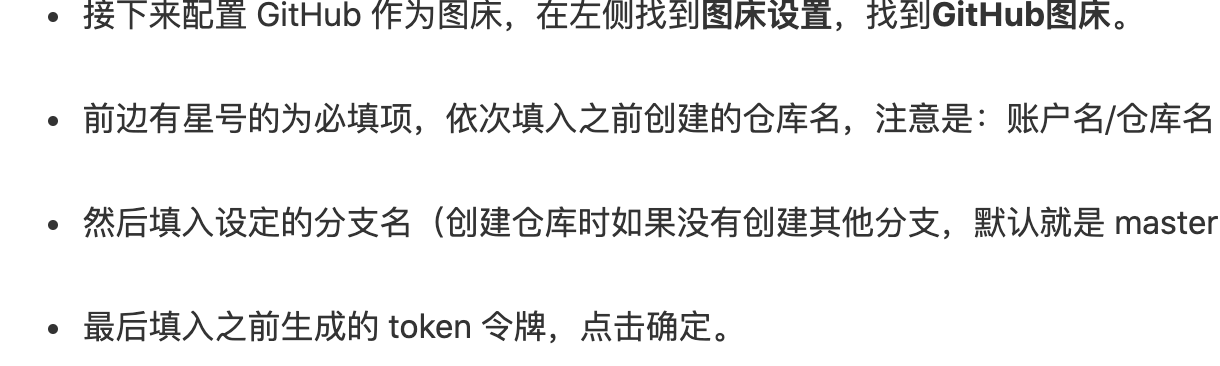 接下来配置 GitHub 作为图床，在左侧找到图床设置，找到GitHub图床。
前边有星号的为必填项，依次填入之前创建的仓库名，注意是：账户名/仓库名
然后填入设定的分支名（创建仓库时如果没有创建其他分支，默认就是 master
最后填入之前生成的 token 令牌，点击确定。